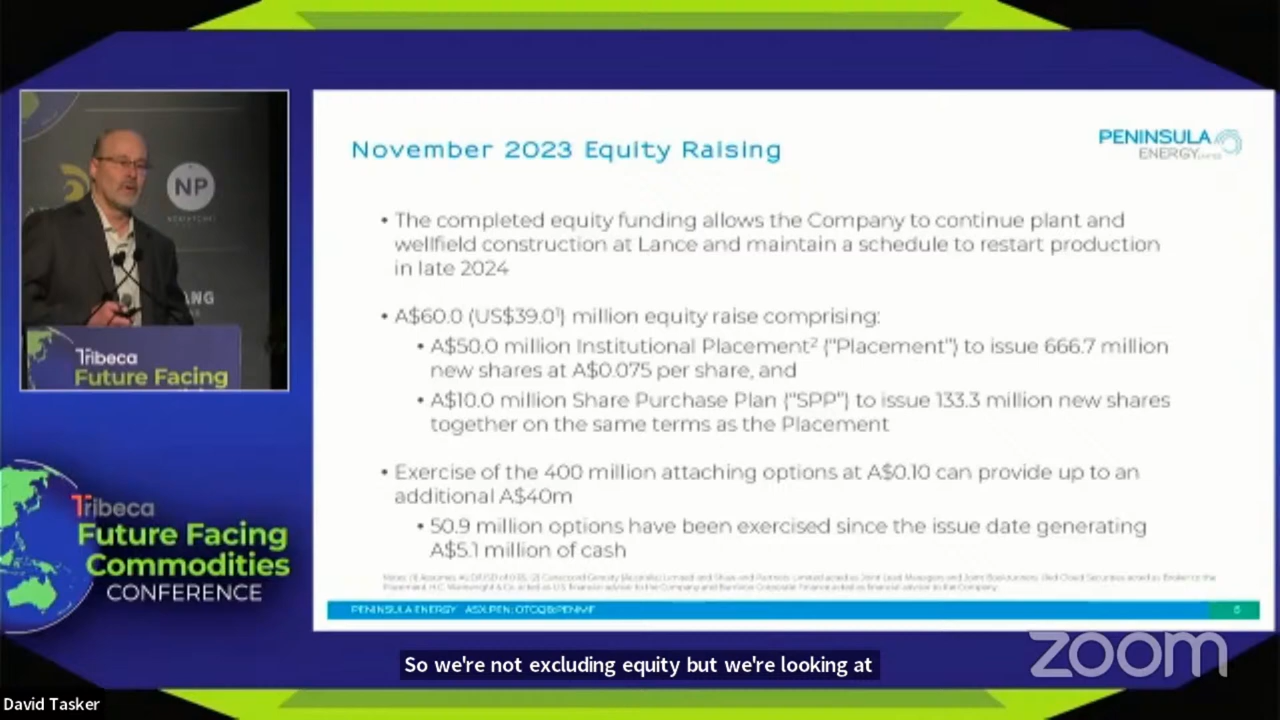 November 2023 Equity Raising
PENINSULA
ENERGY LIMITED
• The completed equity funding allows the Company to continue plant and
wellfield construction at Lance and maintain a schedule to restart production
in late 2024
• A$60.0 (US$39.0¹) million equity raise comprising:
• A$50.0 million Institutional Placement² ("Placement") to issue 666.7 million
new shares at A$0.075 per share, and
• A$10.0 million Share Purchase Plan ("SPP") to issue 133.3 million new shares
together on the same terms as the Placement
• Exercise of the 400 million attaching options at A$0.10 can provide up to an
additional A$40m
• 50.9 million options have been exercised since the issue date generating
A$5.1 million of cash
PENINSULA ENERGY ASX:PEN; OTCQB:PENMF
NP
ANG
Tribeca
Future Facing
Tribeca
Future Facing
Commodities
CONFERENCE
zoom
So we're not excluding equity but we're looking at
David Tasker